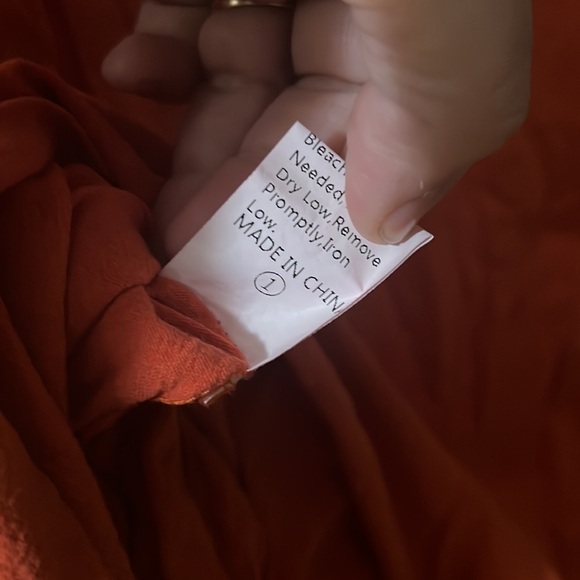 Bleach
Needed.
Dry Low,Remove
Promptly,Iron
Low.
MADE IN CHIN
1